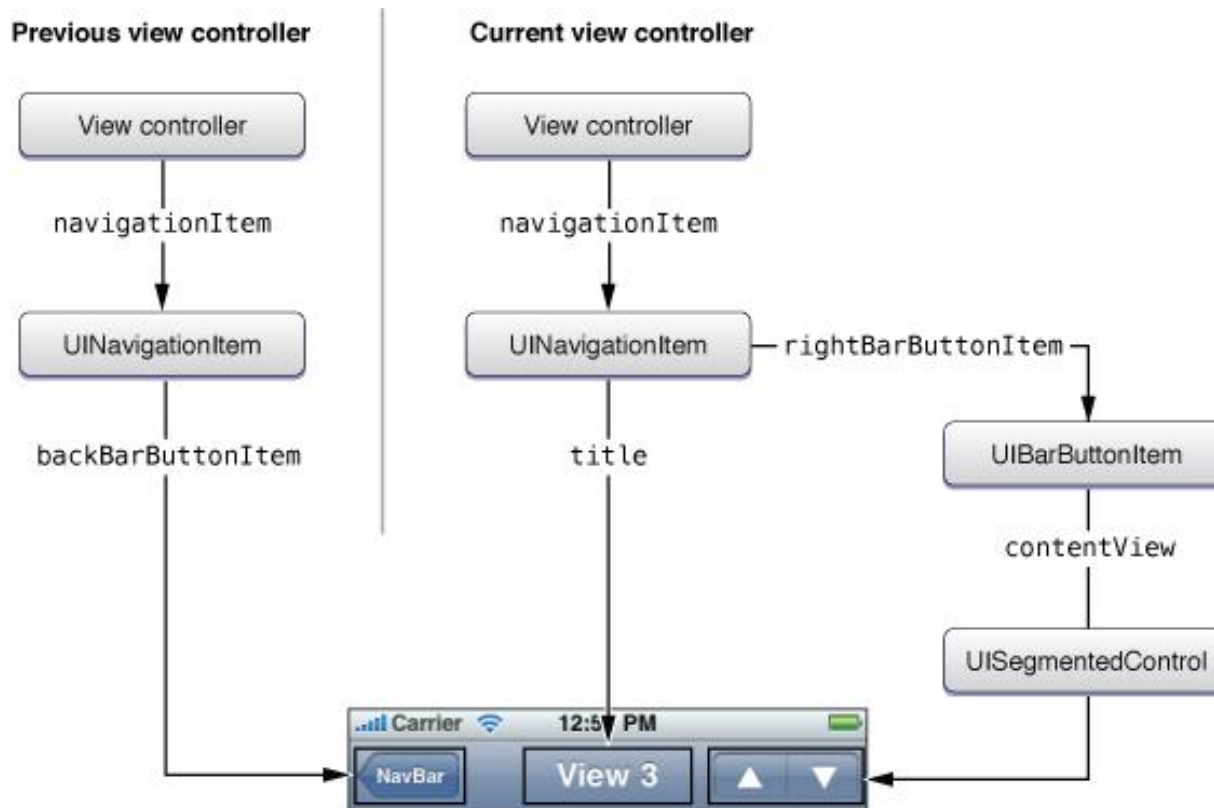 Previous view controller
Current view controller
View controller
View controller
navigationItem
navigationItem
UINavigationItem
UINavigationItem
rightBarButtonItem
backBarButtonItem
title
UIBarButtonItem
contentView
UISegmentedControl
Carrier
PM
NavBar
View 3